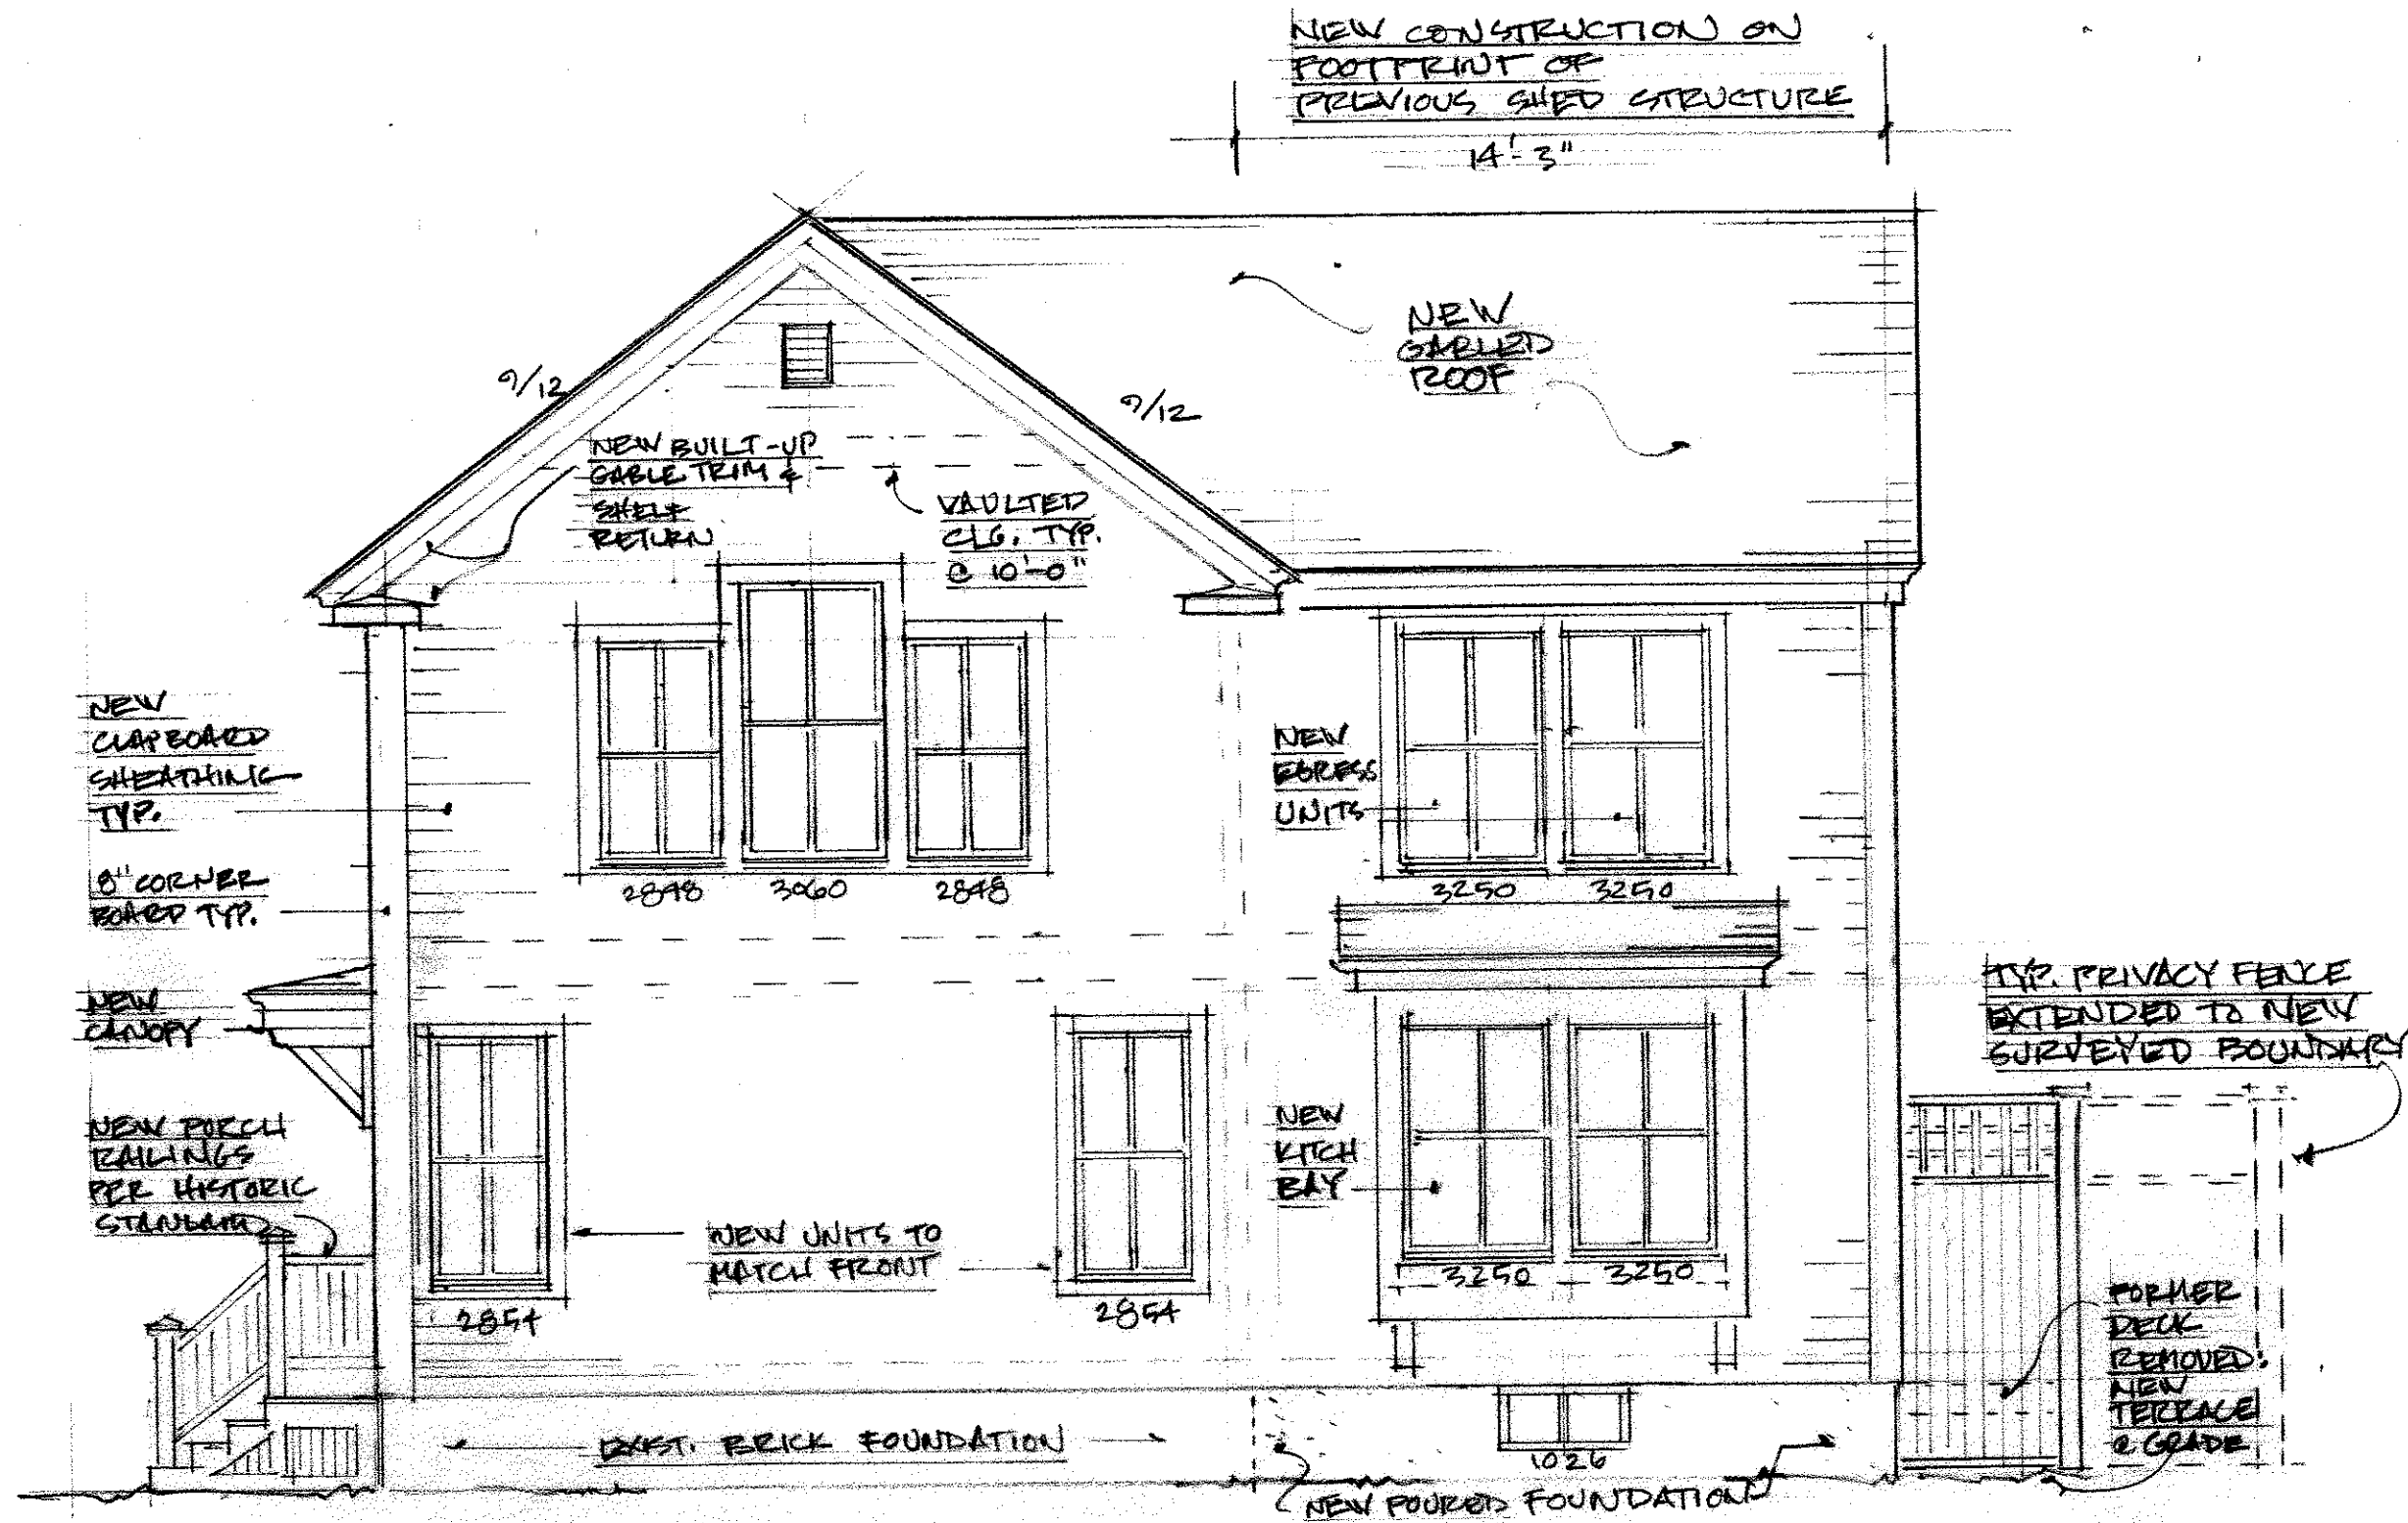 NEW CONSTRUCTION ON
FOOTPRINT OF
PREVIOUS SHED STRUCTURE
14'-3"
NEW
GABLED
ROOF
9/12
9/12
NEW BUILT-UP
GABLE TRIM &
SHELF
RETURN
VAULTED
CLG. TYP.
@ 10'-0"
NEW
CLAPBOARD
SHEATHING
TYP.
8" CORNER
BOARD TYP.
2848
3060
2848
NEW
EGRESS
UNITS
3250
3250
NEW
CANOPY
NEW PORCH
RAILINGS
PER HISTORIC
STANDARD
NEW UNITS TO
MATCH FRONT
2854
2854
NEW
KITCH
BAY
3250
3250
TYP. PRIVACY FENCE
EXTENDED TO NEW
SURVEYED BOUNDARY
FORMER
DECK
REMOVED:
NEW
TERRACE
@ GRADE
EXIST. BRICK FOUNDATION
1026
NEW POURED FOUNDATION